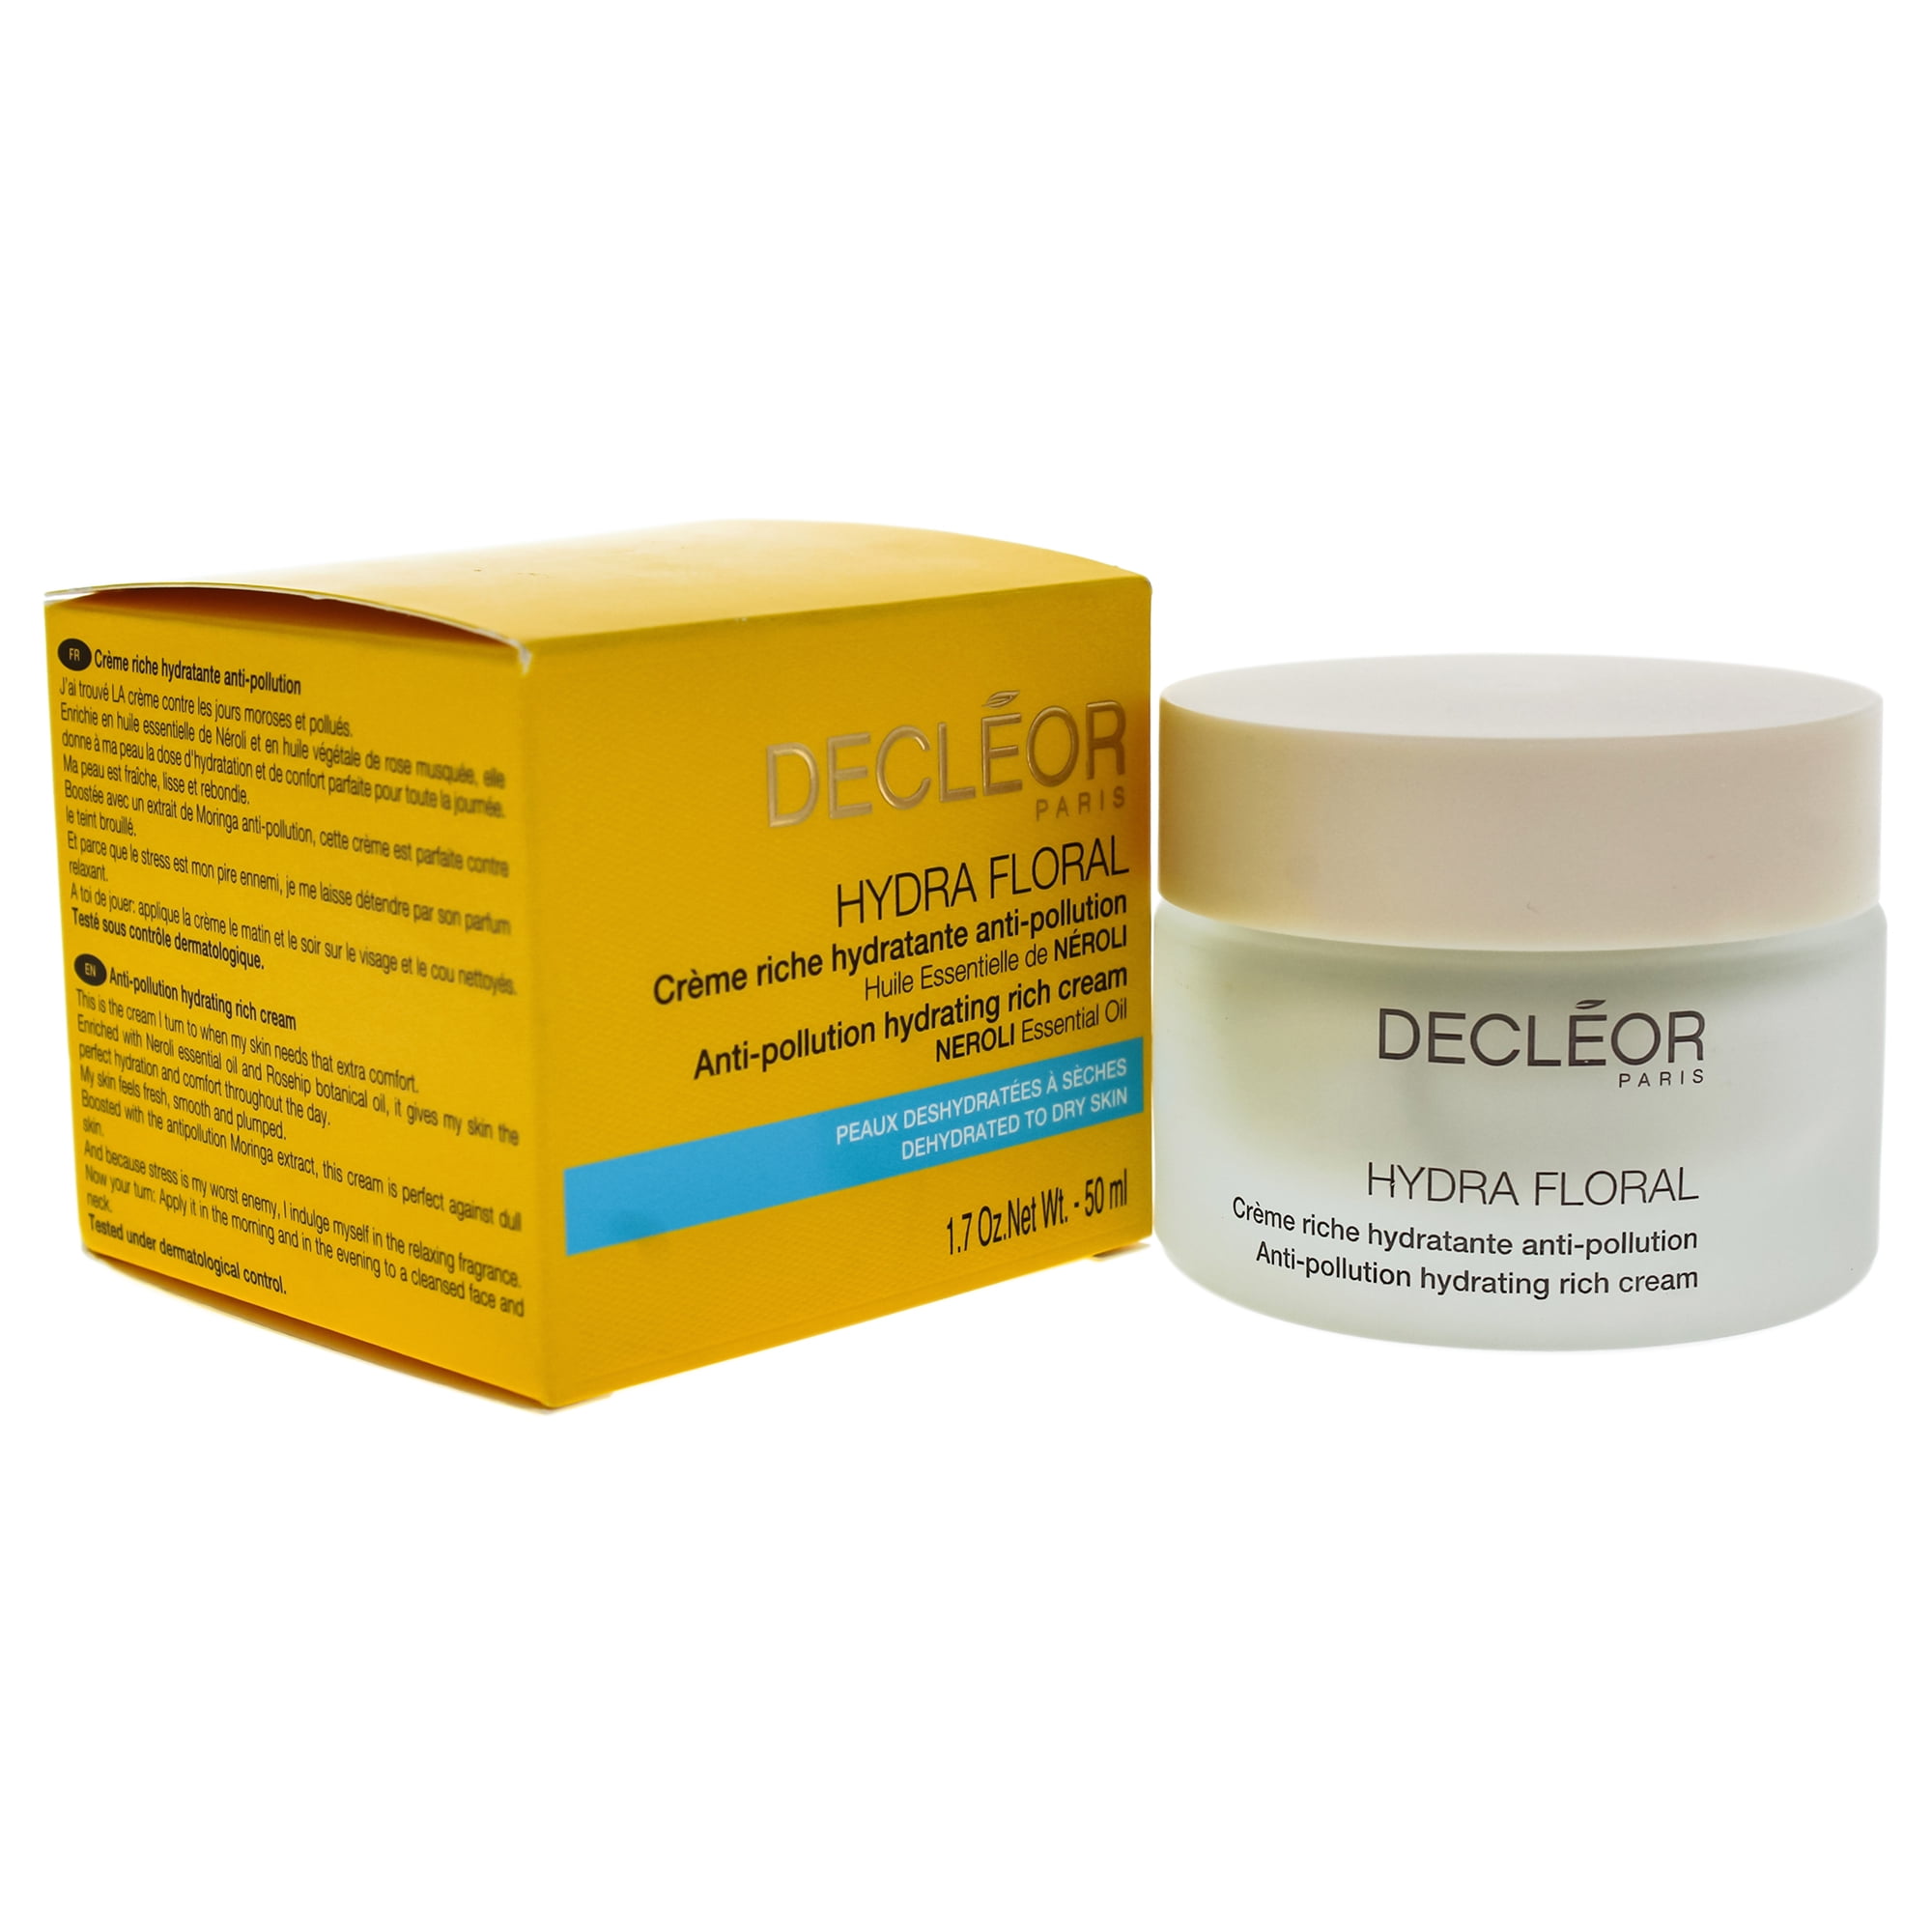 FR Crème riche hydratante anti-pollution
J'ai trouvé LA crème contre les jours moroses et pollués.
Enrichie en huile essentielle de Néroli et en huile végétale de rose musquée, elle
donne à ma peau la dose d'hydratation et de confort parfaite pour toute la journée.
Ma peau est fraîche, lisse et rebondie.
Boostée avec un extrait de Moringa anti-pollution, cette crème est parfaite contre
le teint brouillé.
Et parce que le stress est mon pire ennemi, je me laisse détendre par son parfum
relaxant.
A toi de jouer: applique la crème le matin et le soir sur le visage et le cou nettoyés.
Testé sous contrôle dermatologique.
EN Anti-pollution hydrating rich cream
This is the cream I turn to when my skin needs that extra comfort.
Enriched with Neroli essential oil and Rosehip botanical oil, it gives my skin the
perfect hydration and comfort throughout the day.
My skin feels fresh, smooth and plumped.
Boosted with the antipollution Moringa extract, this cream is perfect against dull
skin.
And because stress is my worst enemy, I indulge myself in the relaxing fragrance.
Now your turn: Apply it in the morning and in the evening to a cleansed face and
neck.
Tested under dermatological control.
DECLÉOR
PARIS
HYDRA FLORAL
Crème riche hydratante anti-pollution
Huile Essentielle de NÉROLI
Anti-pollution hydrating rich cream
NEROLI Essential Oil
PEAUX DESHYDRATÉES À SÈCHES
DEHYDRATED TO DRY SKIN
1.7 Oz.Net Wt. - 50 ml
DECLÉOR
PARIS
HYDRA FLORAL
Crème riche hydratante anti-pollution
Anti-pollution hydrating rich cream